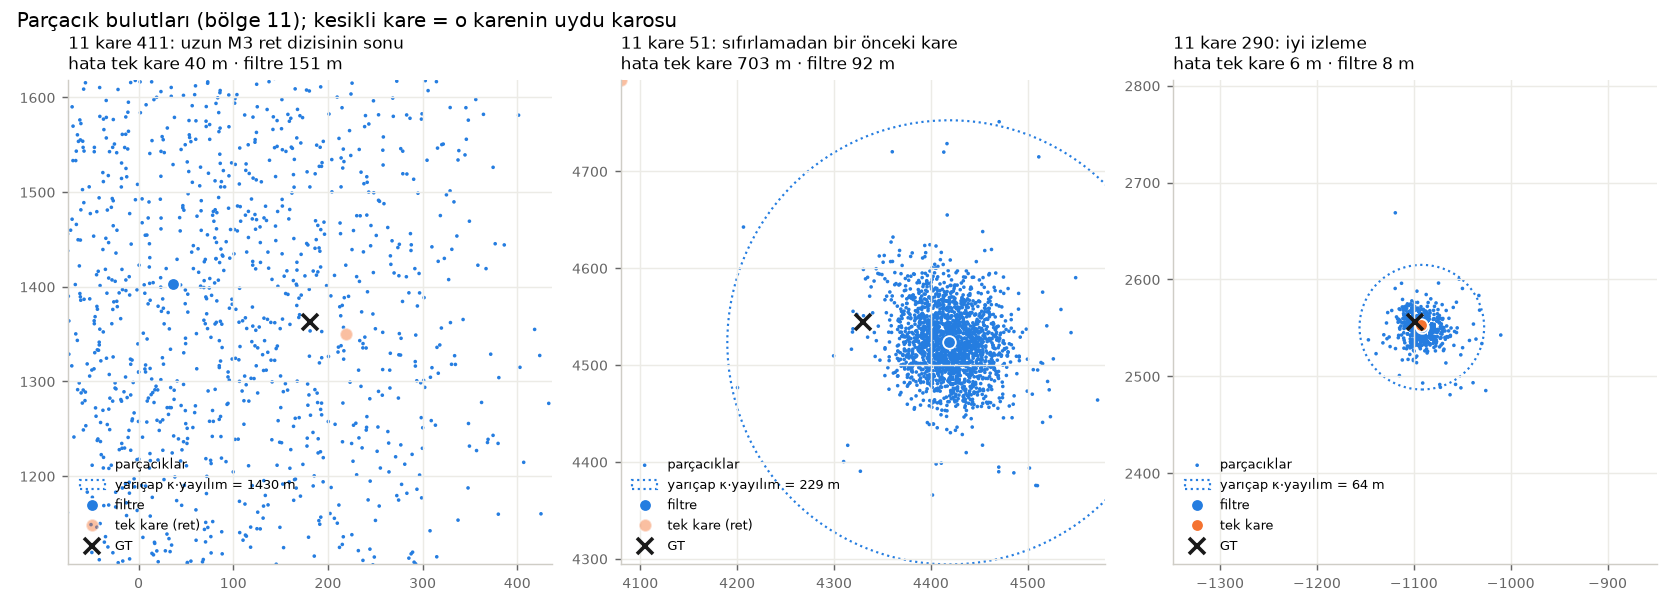 Parçacık bulutları (bölge 11); kesikli kare = o karenin uydu karosu
11 kare 411: uzun M3 ret dizisinin sonu
hata tek kare 40 m · filtre 151 m
1600
1500
1400
1300
1200
0
100
200
300
400
parçacıklar
yarıçap κ·yayılım = 1430 m
filtre
tek kare (ret)
GT
11 kare 51: sıfırlamadan bir önceki kare
hata tek kare 703 m · filtre 92 m
4700
4600
4500
4400
4300
4100
4200
4300
4400
4500
parçacıklar
yarıçap κ·yayılım = 229 m
filtre
tek kare (ret)
GT
11 kare 290: iyi izleme
hata tek kare 6 m · filtre 8 m
2800
2700
2600
2500
2400
−1300
−1200
−1100
−1000
−900
parçacıklar
yarıçap κ·yayılım = 64 m
filtre
tek kare
GT